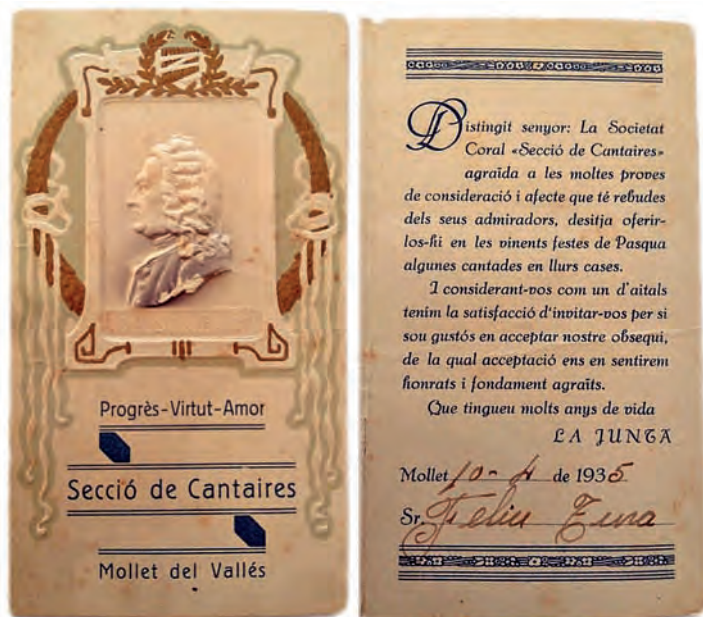 Progrès-Virtut-Amor
Secció de Cantaires
Mollet del Vallés
Distingit senyor: La Societat
Coral «Secció de Cantaires»
agraïda a les moltes proves
de consideració i afecte que té rebudes
dels seus admiradors, desitja oferir-
los-hi en les vinents festes de Pasqua
algunes cantades en llurs cases.
I considerant-vos com un d'aitals
tenim la satisfacció d'invitar-vos per si
sou gustós en acceptar nostre obsequi,
de la qual acceptació ens en sentirem
honrats i fondament agraïts.
Que tingueu molts anys de vida
LA JUNTA
Mollet 10-4 de 1935
Sr. Feliu Tura